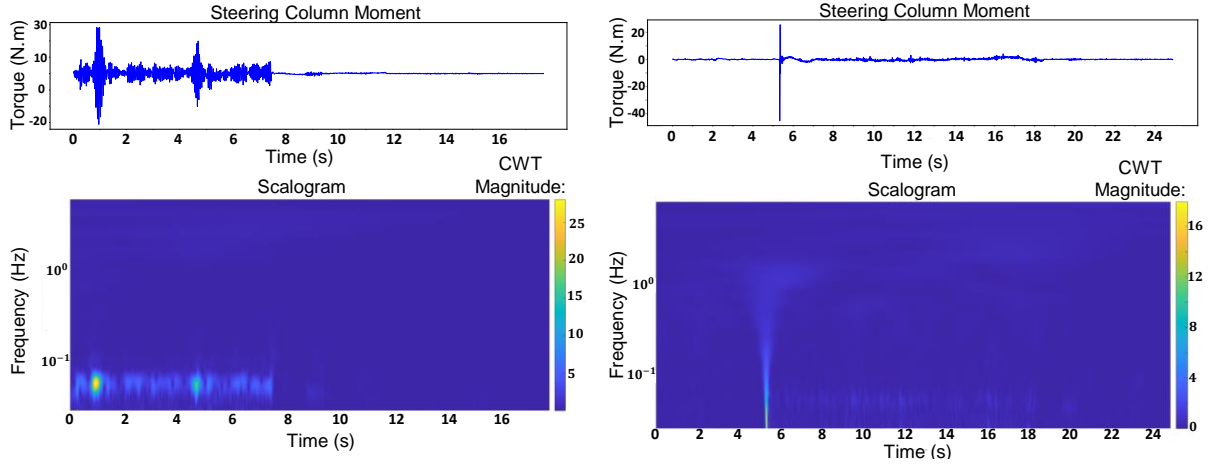 Steering Column Moment
30
20
10
0
-20
Torque (N.m)
0 2 4 6 8 10 12 14 16
Time (s)
Scalogram
CWT
Magnitude:
Frequency (Hz)
10⁰
10⁻¹
0 2 4 6 8 10 12 14 16
Time (s)
25
20
15
10
5
Steering Column Moment
20
0
-20
-40
Torque (N.m)
0 2 4 6 8 10 12 14 16 18 20 22 24
Time (s)
Scalogram
CWT
Magnitude:
Frequency (Hz)
10⁰
10⁻¹
0 2 4 6 8 10 12 14 16 18 20 22 24
Time (s)
16
12
8
4
0